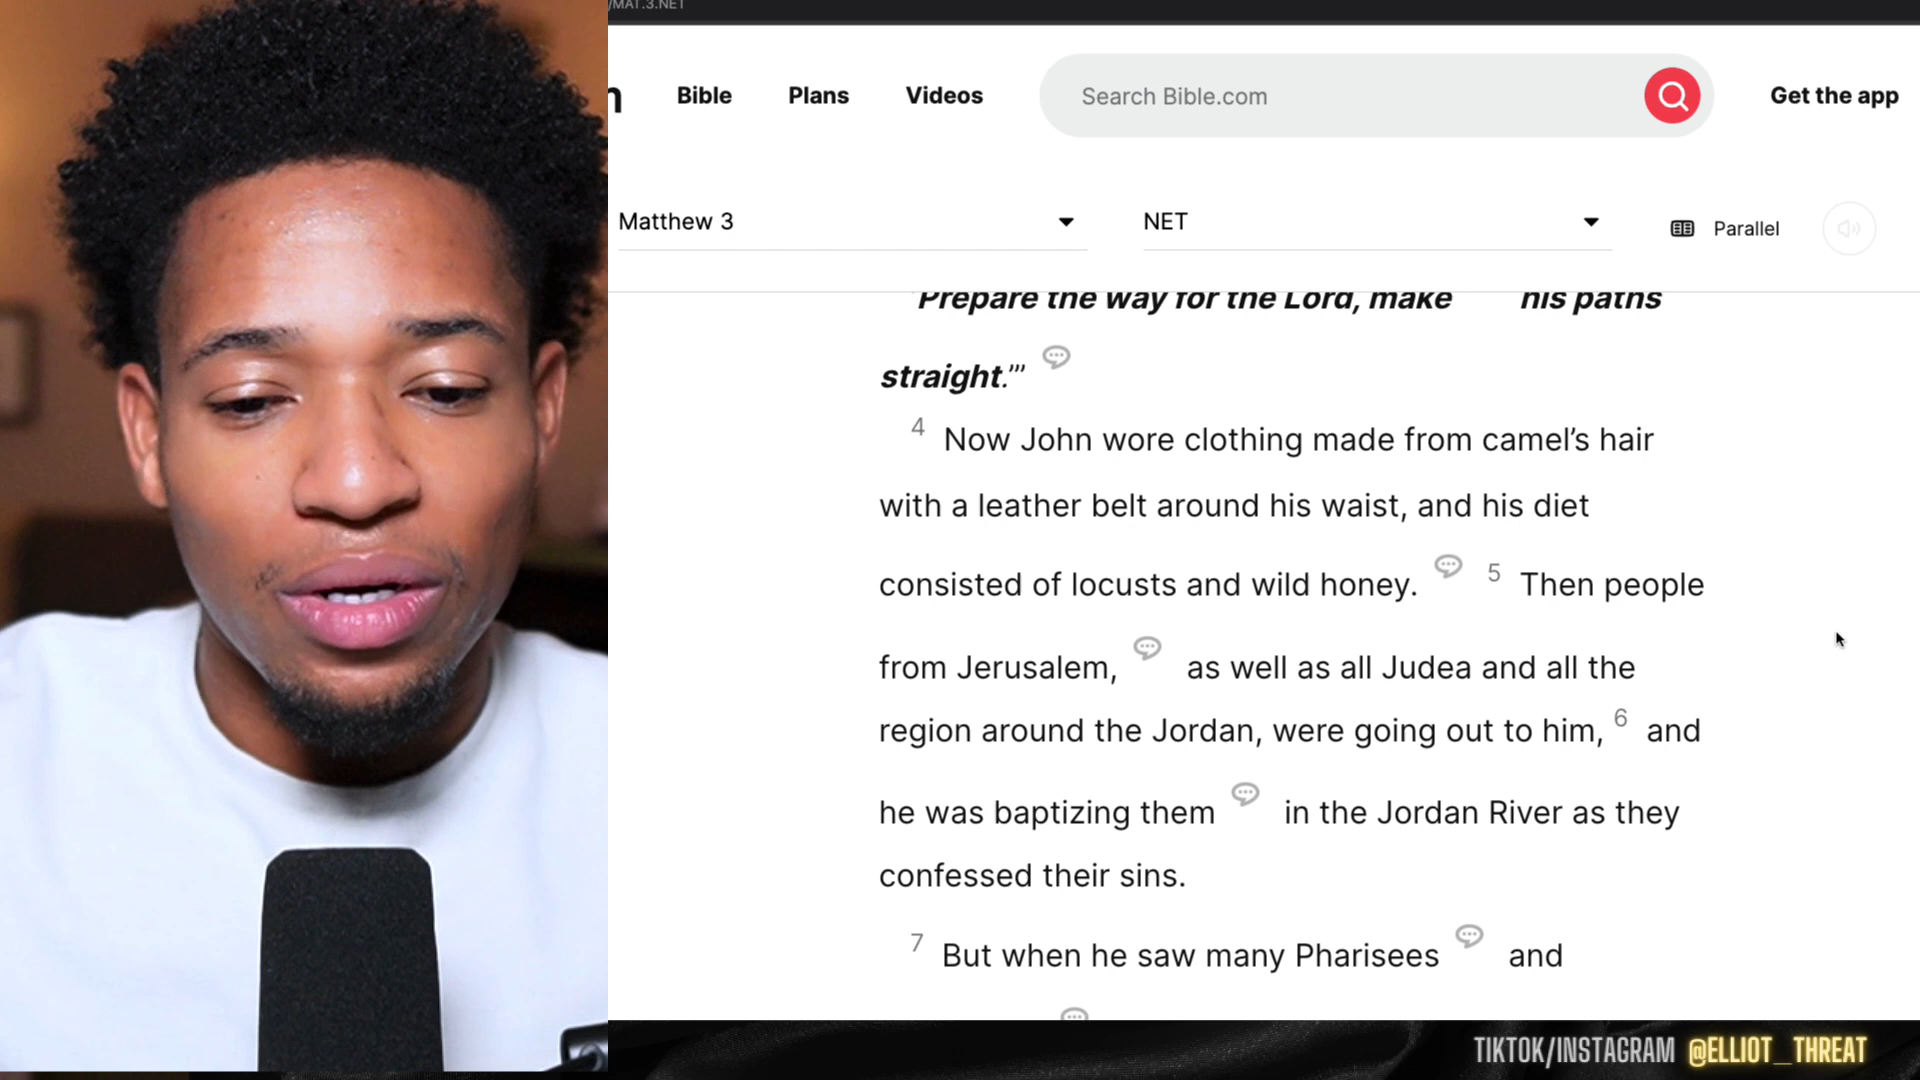 /MAT.3.NET
Bible Plans Videos Search Bible.com Get the app
Matthew 3 NET Parallel
Prepare the way for the Lord, make his paths
straight.’”
4 Now John wore clothing made from camel’s hair
with a leather belt around his waist, and his diet
consisted of locusts and wild honey. 5 Then people
from Jerusalem, as well as all Judea and all the
region around the Jordan, were going out to him, 6 and
he was baptizing them in the Jordan River as they
confessed their sins.
7 But when he saw many Pharisees and
TIKTOK/INSTAGRAM @ELLIOT_THREAT